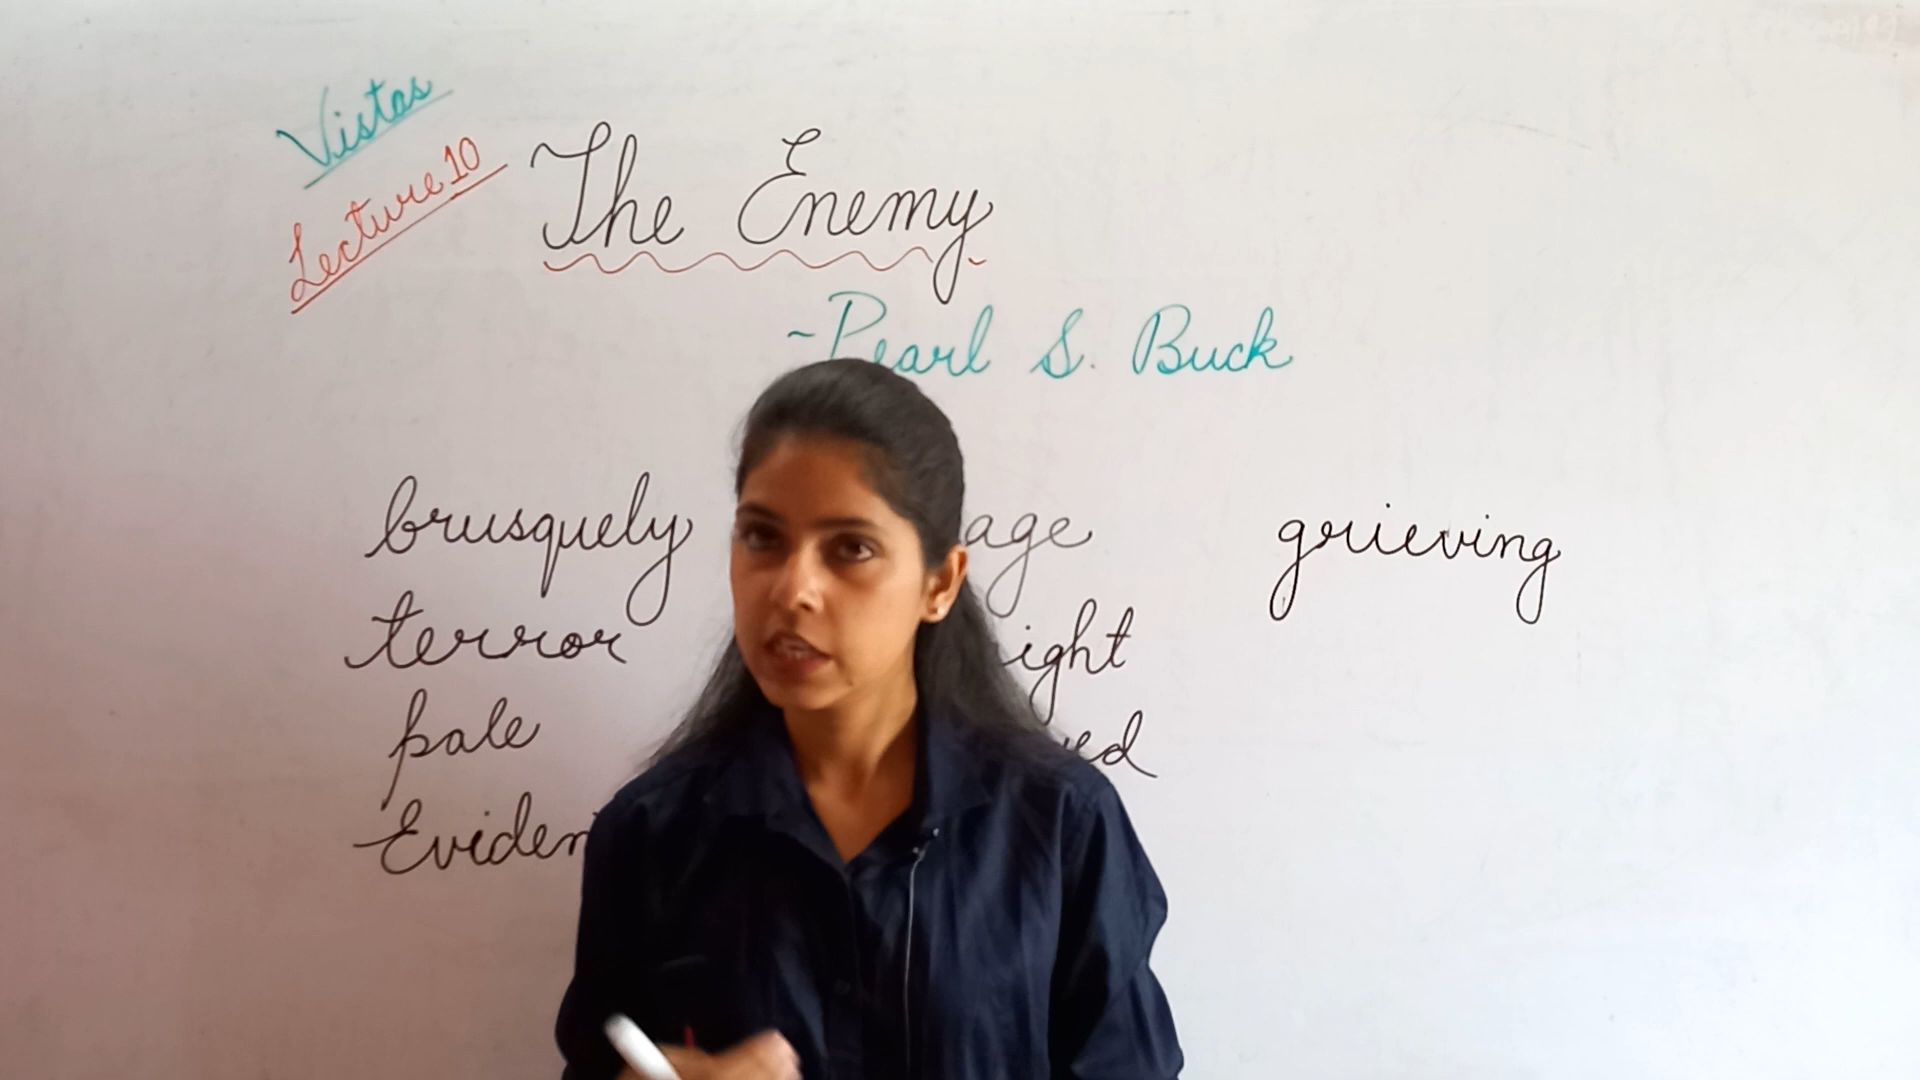 Vistas
Lecture 10
The Enemy
~Pearl S. Buck
brusquely grieving
terror
pale